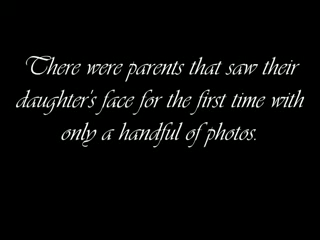 There were parents that saw their
daughter's face for the first time with
only a handful of photos.